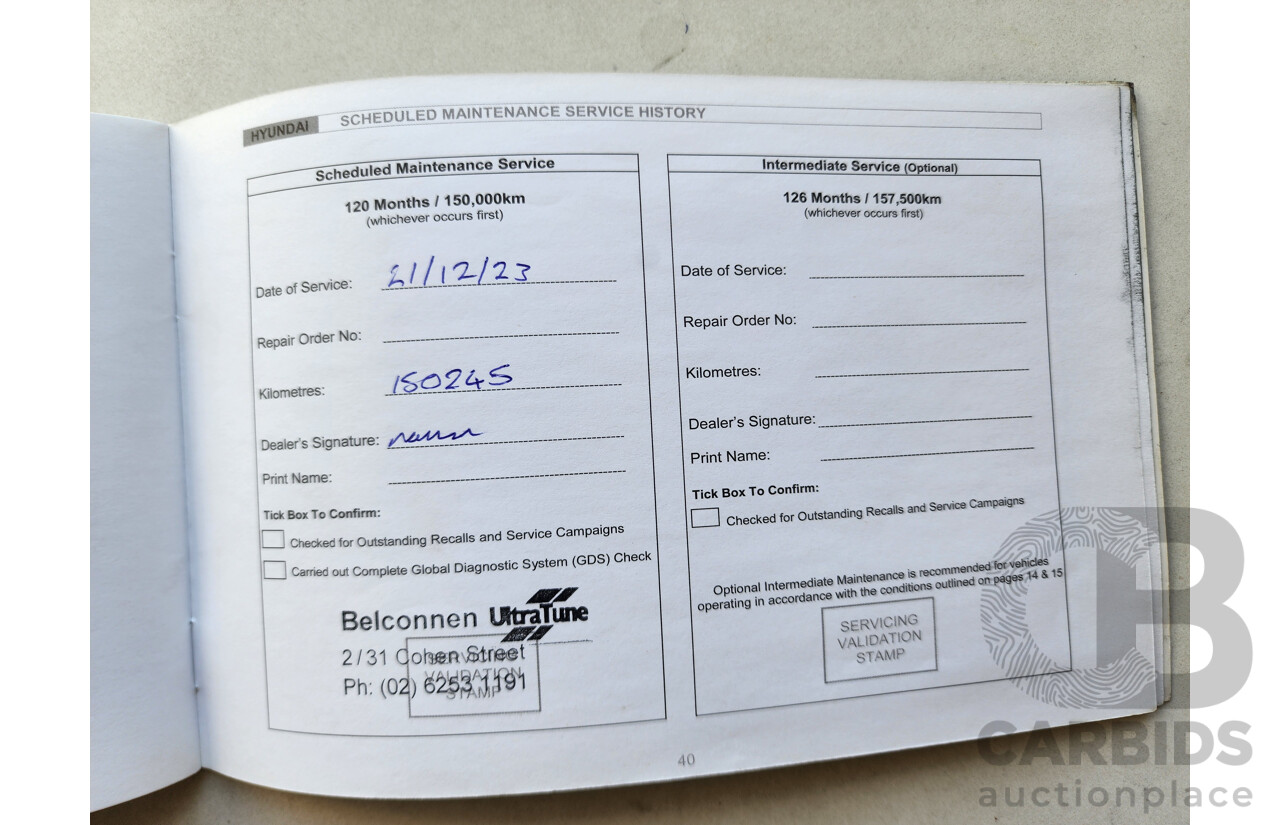 HYUNDAI SCHEDULED MAINTENANCE SERVICE HISTORY
Scheduled Maintenance Service
120 Months / 150,000km
(whichever occurs first)
Date of Service: 21/12/23
Repair Order No:
Kilometres: 150245
Dealer's Signature:
Print Name:
Tick Box To Confirm:
Checked for Outstanding Recalls and Service Campaigns
Carried out Complete Global Diagnostic System (GDS) Check
Belconnen UltraTune
2/31 Cohen Street
Ph: (02) 6253 1191
SERVICING
VALIDATION
STAMP
Intermediate Service (Optional)
126 Months / 157,500km
(whichever occurs first)
Date of Service:
Repair Order No:
Kilometres:
Dealer's Signature:
Print Name:
Tick Box To Confirm:
Checked for Outstanding Recalls and Service Campaigns
Optional Intermediate Maintenance is recommended for vehicles
operating in accordance with the conditions outlined on pages 14 & 15
SERVICING
VALIDATION
STAMP
40
CB
CARBIDS
auctionplace